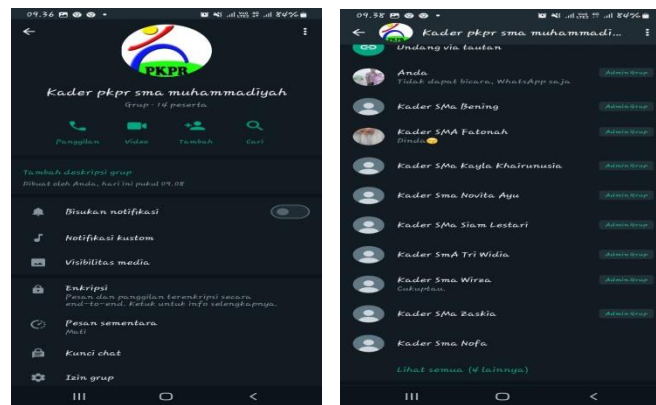 09.36
84%
PKPR
Kader pkpr sma muhammadiyah
Grup · 14 peserta
Panggilan Video Tambah Cari
Tambah deskripsi grup
Dibuat oleh Anda, hari ini pukul 09.08
Bisukan notifikasi
Notifikasi kustom
Visibilitas media
Enkripsi
Pesan dan panggilan terenkripsi secara
end-to-end. Ketuk untuk info selengkapnya.
Pesan sementara
Mati
Kunci chat
Izin grup
09.38
84%
Kader pkpr sma muhammadi...
Undang via tautan
Anda
Admin Grup
Tidak dapat bicara, WhatsApp saja
Kader SMa Bening
Admin Grup
Kader SMA Fatonah
Admin Grup
Dinda
Kader SMa Kayla Khairunusia
Admin Grup
Kader Sma Novita Ayu
Admin Grup
Kader SMa Siam Lestari
Admin Grup
Kader SmA Tri Widia
Admin Grup
Kader Sma Wirza
Admin Grup
Cukuptau.
Kader SMa Zaskia
Admin Grup
Kader Sma Nofa
Lihat semua (4 lainnya)